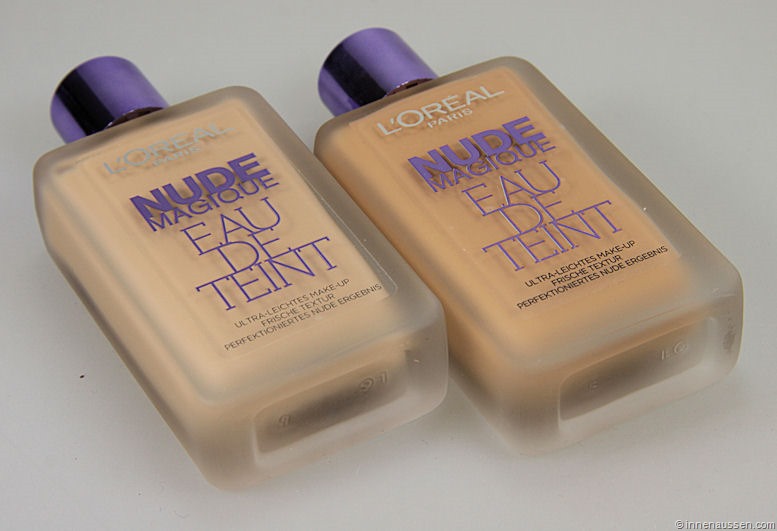 L'ORÉAL
PARIS
NUDE
MAGIQUE
EAU
DE
TEINT
ULTRA-LEICHTES MAKE-UP
FRISCHE TEXTUR
PERFEKTIONIERTES NUDE ERGEBNIS
L'ORÉAL
PARIS
NUDE
MAGIQUE
EAU
DE
TEINT
ULTRA-LEICHTES MAKE-UP
FRISCHE TEXTUR
PERFEKTIONIERTES NUDE ERGEBNIS
© innenaussen.com